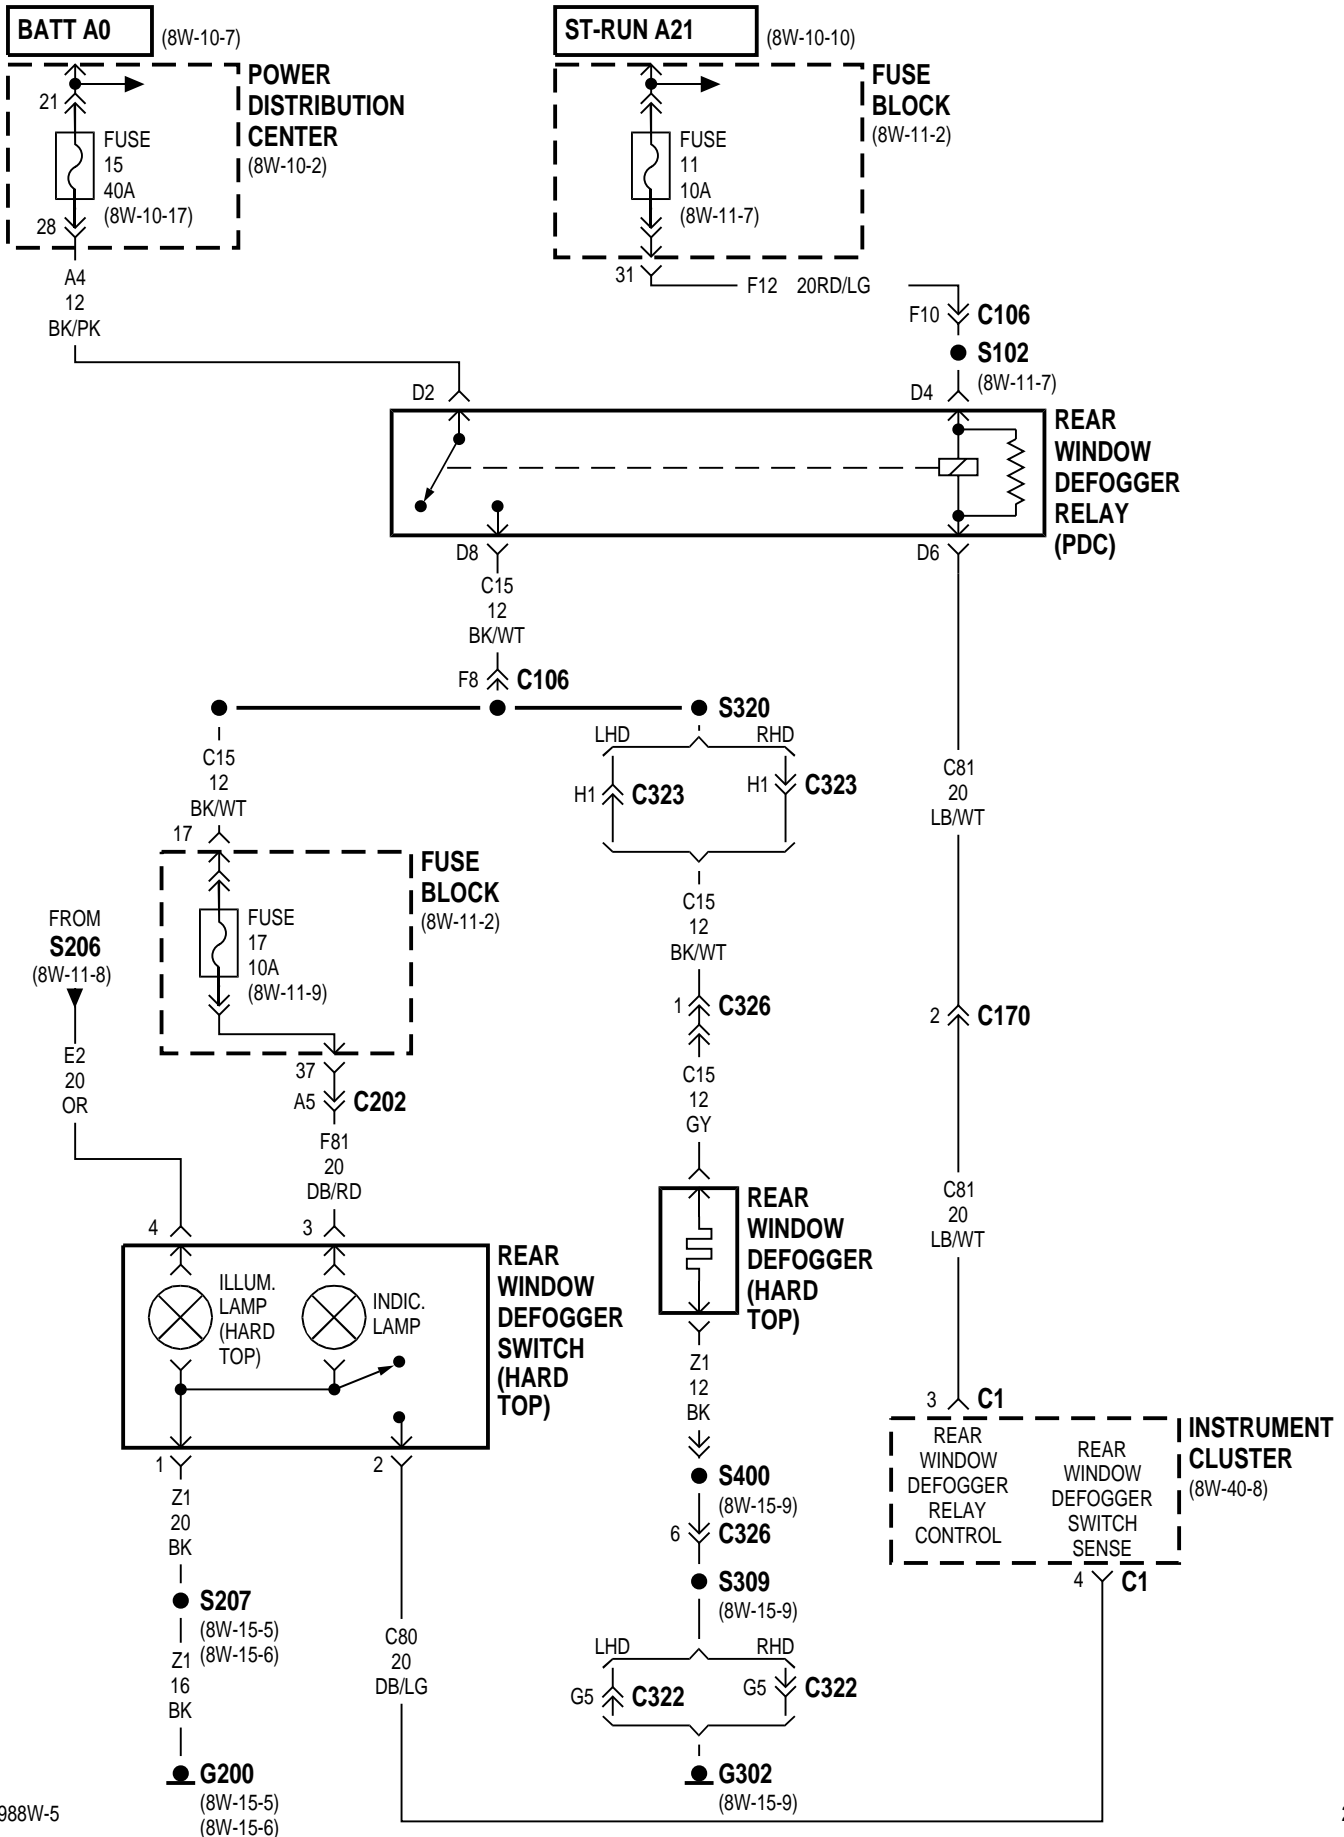 BATT A0
(8W-10-7)
ST-RUN A21
(8W-10-10)
POWER
DISTRIBUTION
CENTER
(8W-10-2)
21
FUSE
15
40A
(8W-10-17)
28
FUSE
BLOCK
(8W-11-2)
FUSE
11
10A
(8W-11-7)
31
A4
12
BK/PK
F12 20RD/LG
F10 C106
S102
(8W-11-7)
D2
D4
REAR
WINDOW
DEFOGGER
RELAY
(PDC)
D8
D6
C15
12
BK/WT
F8 C106
S320
LHD
RHD
H1 C323
H1 C323
C15
12
BK/WT
17
C81
20
LB/WT
FUSE
BLOCK
(8W-11-2)
FUSE
17
10A
(8W-11-9)
FROM
S206
(8W-11-8)
C15
12
BK/WT
1 C326
2 C170
E2
20
OR
37
A5 C202
C15
12
GY
F81
20
DB/RD
C81
20
LB/WT
4
3
REAR
WINDOW
DEFOGGER
(HARD
TOP)
REAR
WINDOW
DEFOGGER
SWITCH
(HARD
TOP)
ILLUM.
LAMP
(HARD
TOP)
INDIC.
LAMP
Z1
12
BK
3 C1
INSTRUMENT
CLUSTER
(8W-40-8)
REAR
WINDOW
DEFOGGER
RELAY
CONTROL
REAR
WINDOW
DEFOGGER
SWITCH
SENSE
1
2
S400
(8W-15-9)
6 C326
Z1
20
BK
S309
(8W-15-9)
4 C1
S207
(8W-15-5)
(8W-15-6)
Z1
16
BK
C80
20
DB/LG
LHD
RHD
G5 C322
G5 C322
G200
(8W-15-5)
(8W-15-6)
G302
(8W-15-9)
988W-5